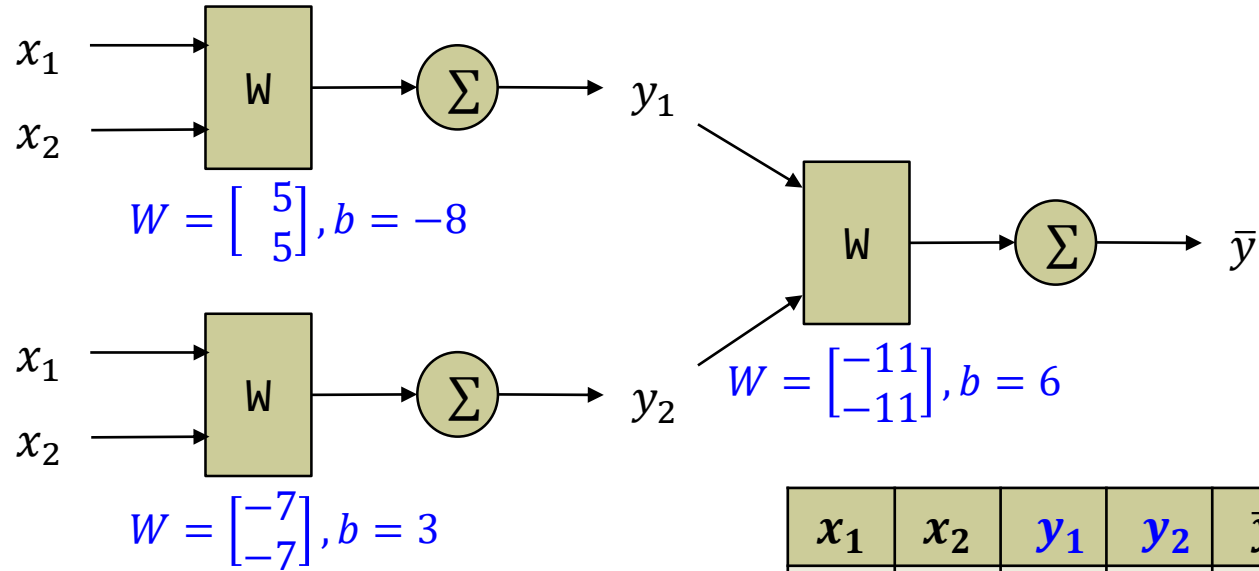 x₁
W
Σ
y₁
x₂
W = [5 5], b = −8
W
Σ
ȳ
x₁
W
Σ
y₂
x₂
W = [−11 −11], b = 6
W = [−7 −7], b = 3
x₁ x₂ y₁ y₂